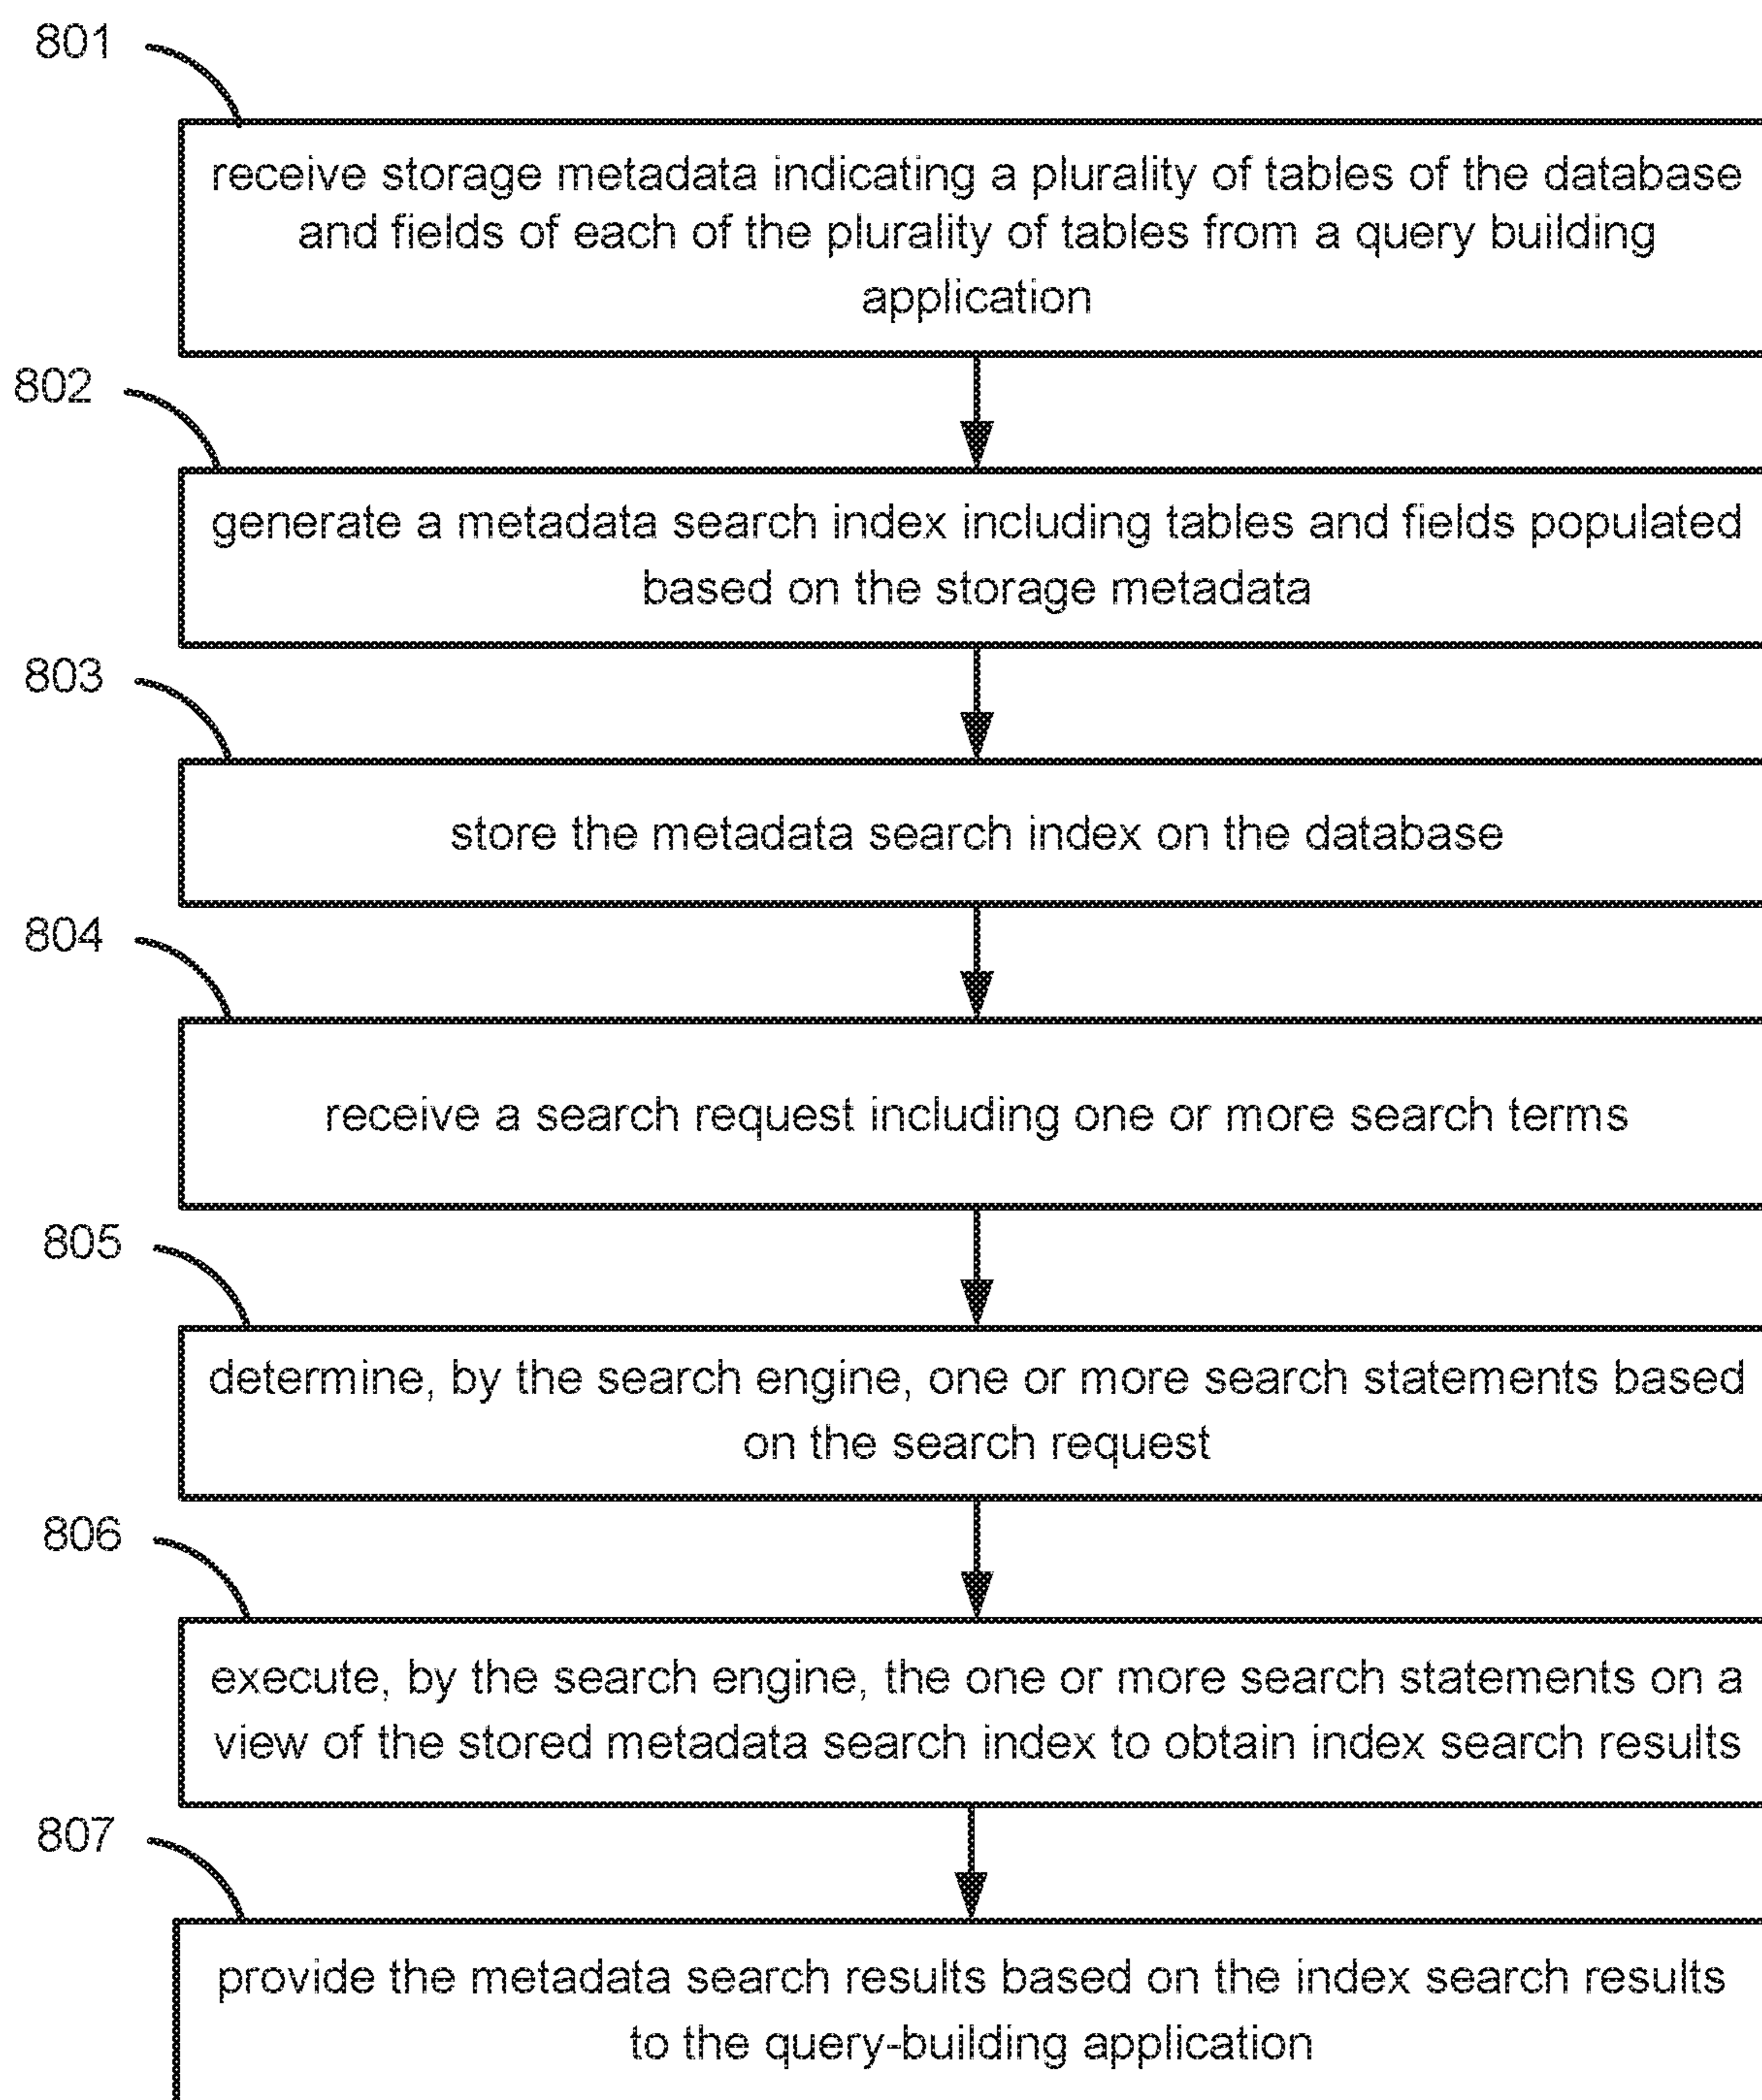 801
receive storage metadata indicating a plurality of tables of the database
and fields of each of the plurality of tables from a query building
application
802
generate a metadata search index including tables and fields populated
based on the storage metadata
803
store the metadata search index on the database
804
receive a search request including one or more search terms
805
determine, by the search engine, one or more search statements based
on the search request
806
execute, by the search engine, the one or more search statements on a
view of the stored metadata search index to obtain index search results
807
provide the metadata search results based on the index search results
to the query-building application